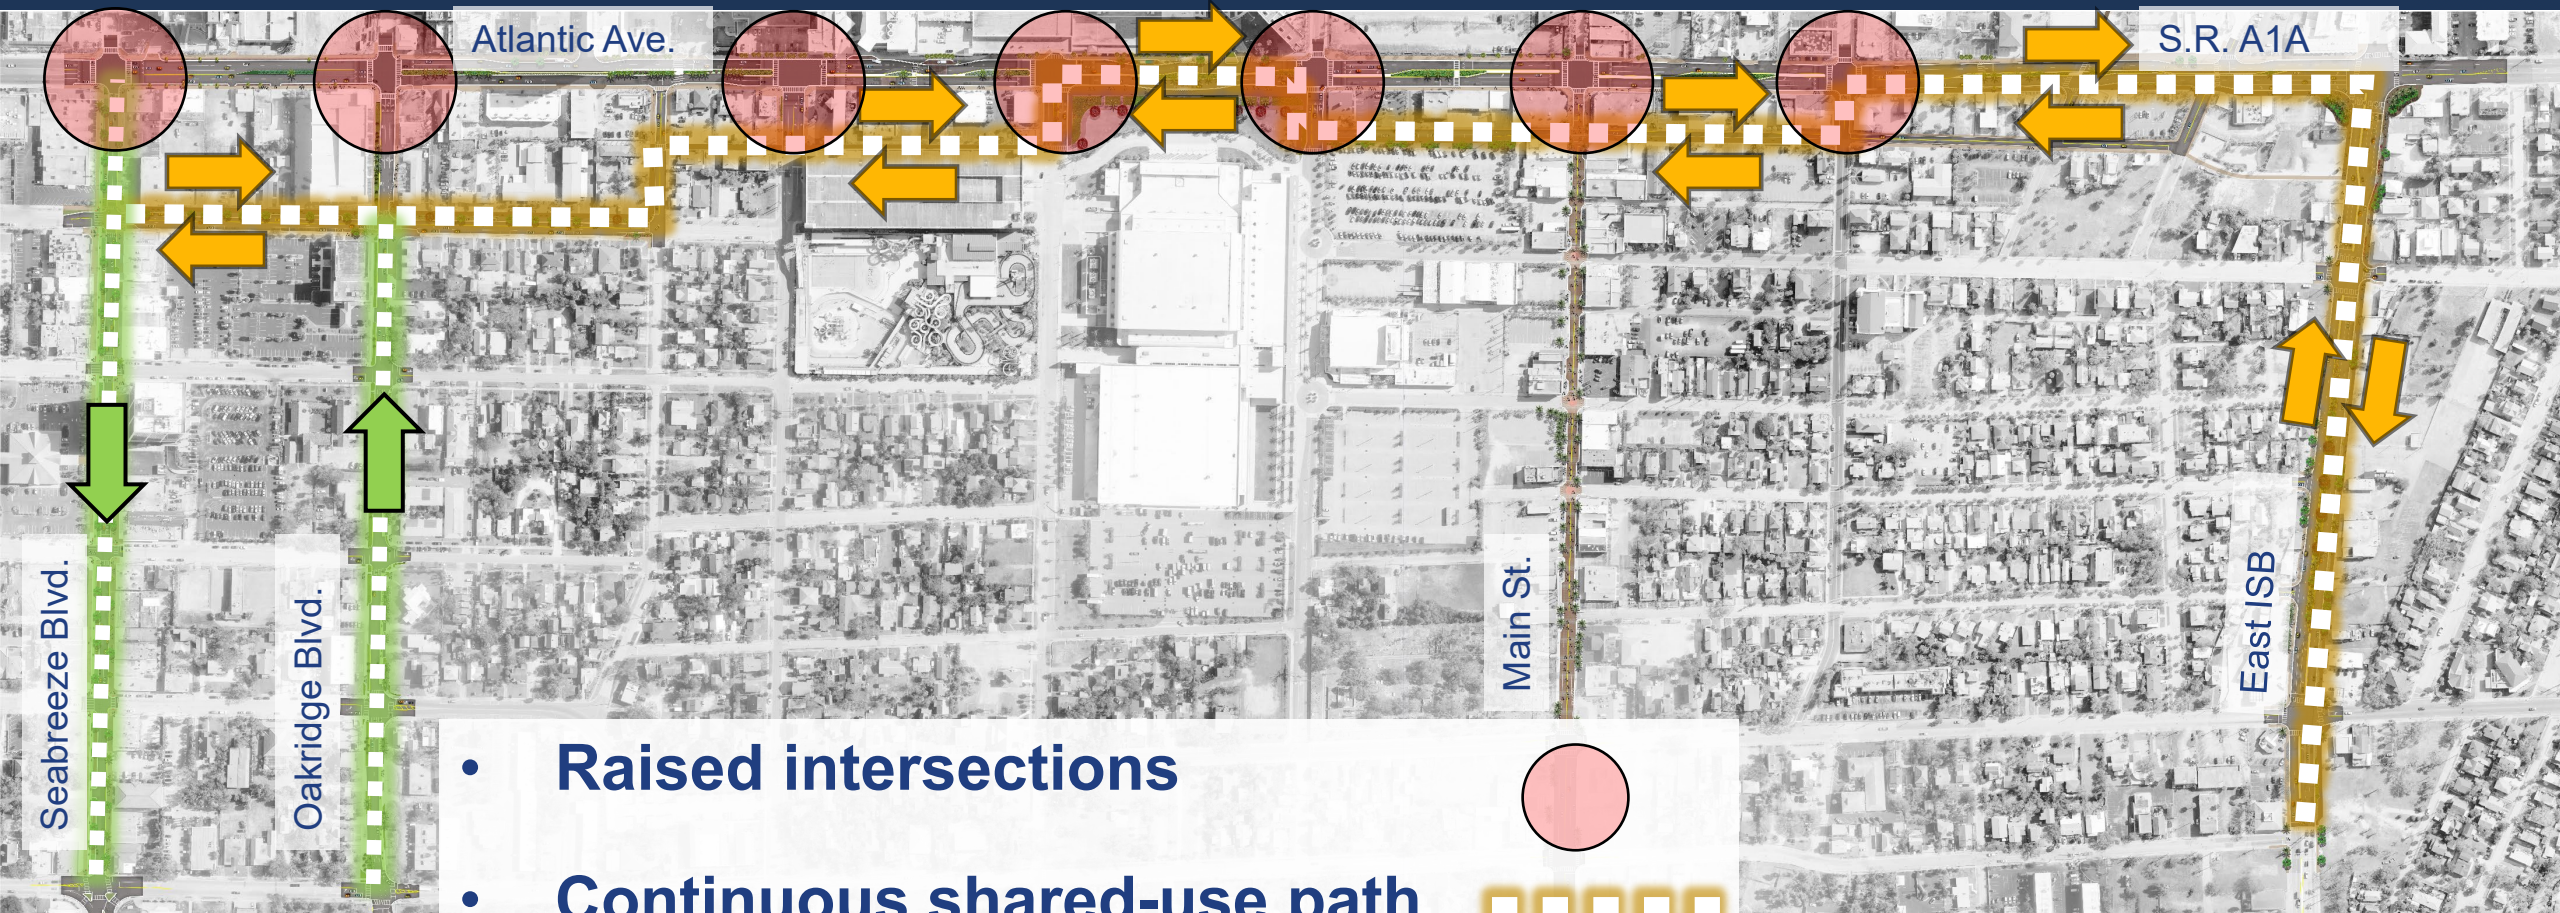 Atlantic Ave.
S.R. A1A
Seabreeze Blvd.
Oakridge Blvd.
Main St.
East ISB
• Raised intersections
• Continuous shared-use path